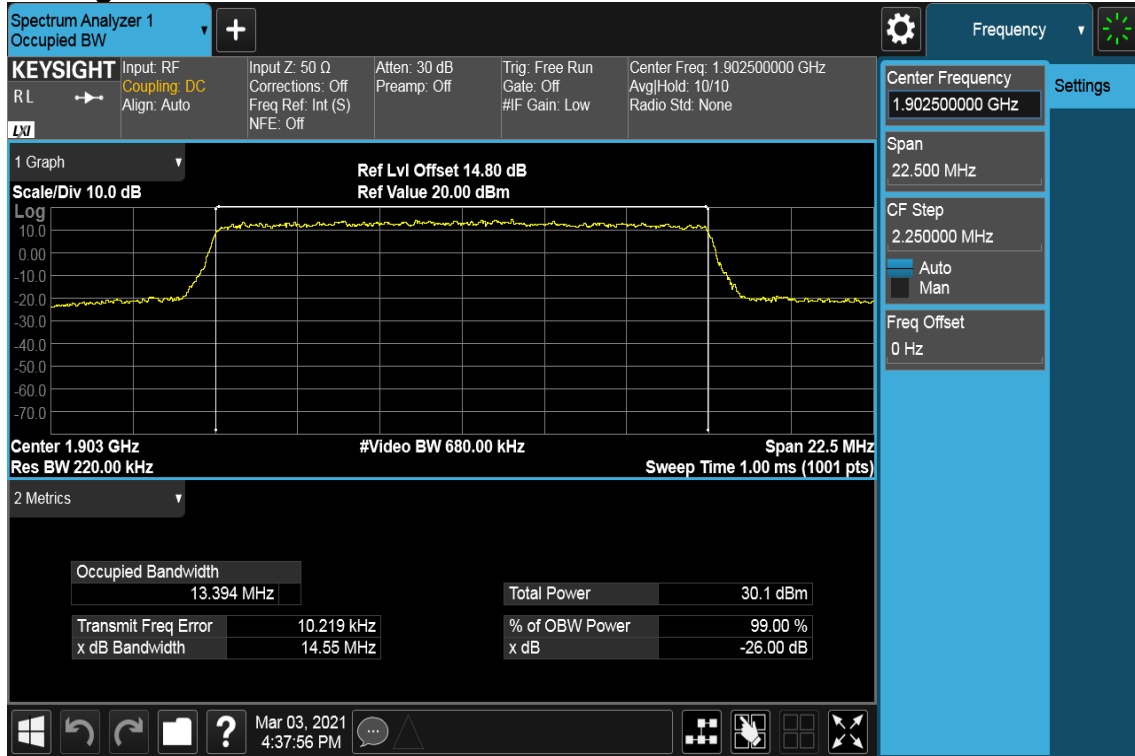 Spectrum Analyzer 1
Occupied BW
Frequency
KEYSIGHT
RL
LXI
Input: RF
Coupling: DC
Align: Auto
Input Z: 50 Ω
Corrections: Off
Freq Ref: Int (S)
NFE: Off
Atten: 30 dB
Preamp: Off
Trig: Free Run
Gate: Off
#IF Gain: Low
Center Freq: 1.902500000 GHz
Avg|Hold: 10/10
Radio Std: None
Center Frequency
1.902500000 GHz
Settings
Span
22.500 MHz
CF Step
2.250000 MHz
Auto
Man
Freq Offset
0 Hz
1 Graph
Ref Lvl Offset 14.80 dB
Scale/Div 10.0 dB
Ref Value 20.00 dBm
Log
10.0
0.00
-10.0
-20.0
-30.0
-40.0
-50.0
-60.0
-70.0
Center 1.903 GHz
#Video BW 680.00 kHz
Span 22.5 MHz
Res BW 220.00 kHz
Sweep Time 1.00 ms (1001 pts)
2 Metrics
Occupied Bandwidth
13.394 MHz
Total Power 30.1 dBm
Transmit Freq Error 10.219 kHz
% of OBW Power 99.00 %
x dB Bandwidth 14.55 MHz
x dB -26.00 dB
?
Mar 03, 2021
4:37:56 PM